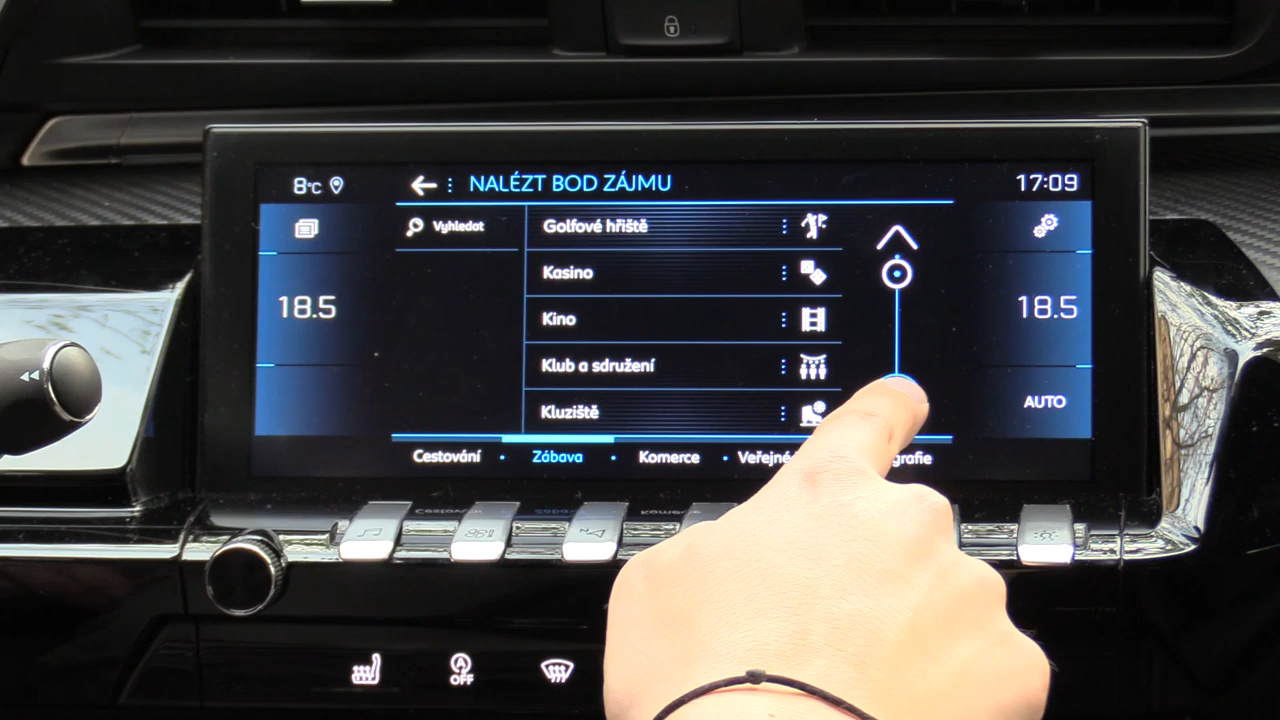 8°C
NALÉZT BOD ZÁJMU
17:09
Vyhledat
Golfové hřiště
Kasino
Kino
Klub a sdružení
Kluziště
18.5
18.5
AUTO
Cestování • Zábava • Komerce • Veřejné
A
OFF